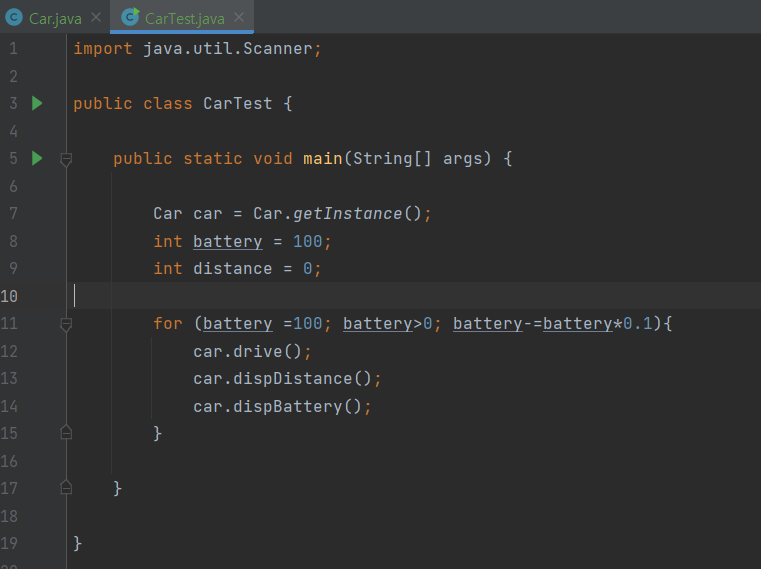 Car.java CarTest.java
1 import java.util.Scanner;
2
3 public class CarTest {
4
5 public static void main(String[] args) {
6
7 Car car = Car.getInstance();
8 int battery = 100;
9 int distance = 0;
10
11 for (battery =100; battery>0; battery-=battery*0.1){
12 car.drive();
13 car.dispDistance();
14 car.dispBattery();
15 }
16
17 }
18
19 }